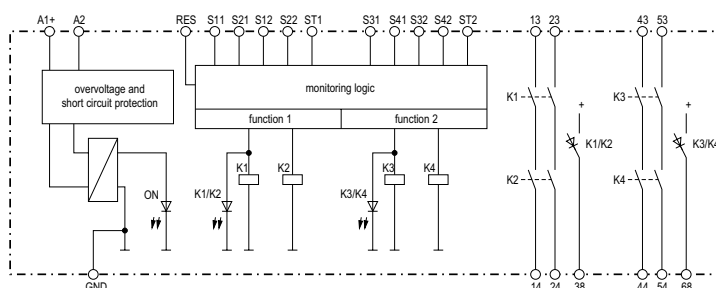 A1+ A2 RES S11 S21 S12 S22 ST1 S31 S41 S32 S42 ST2 13 23 43 53
overvoltage and
short circuit protection
monitoring logic
function 1 function 2
K1 K3
+ +
K1/K2 K3/K4
ON K1/K2 K1 K2 K3/K4 K3 K4
K2 K4
GND 14 24 38 44 54 68